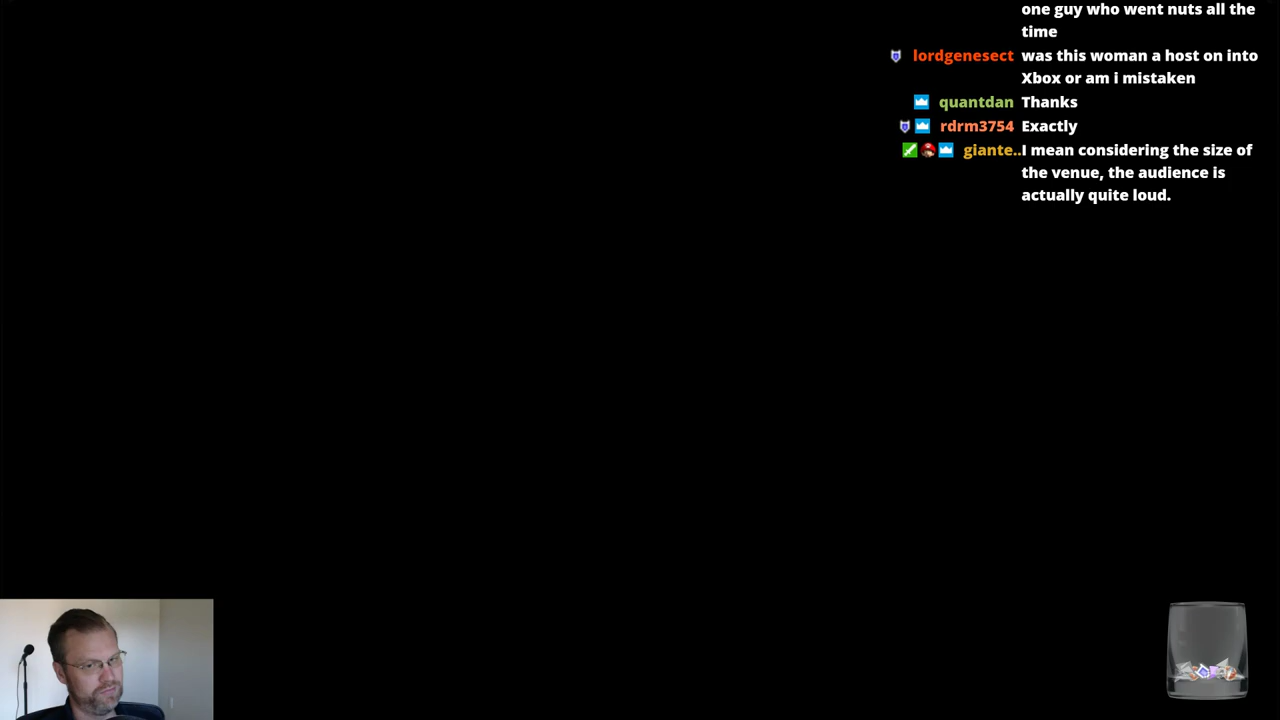 one guy who went nuts all the
time
lordgenesect was this woman a host on into
Xbox or am i mistaken
quantdan Thanks
rdrm3754 Exactly
giante.. I mean considering the size of
the venue, the audience is
actually quite loud.